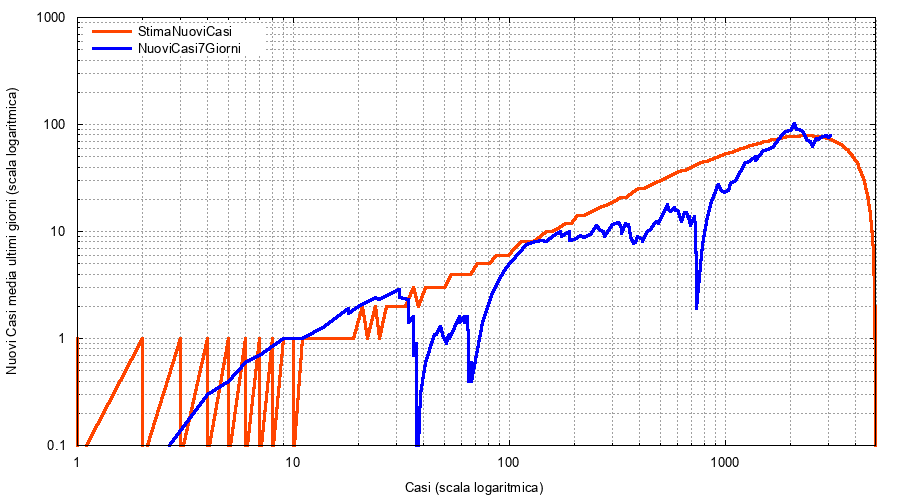 1000
StimaNuoviCasi
NuoviCasi7Giorni
100
10
1
0.1
Nuovi Casi media ultimi giorni (scala logaritmica)
1 10 100 1000
Casi (scala logaritmica)